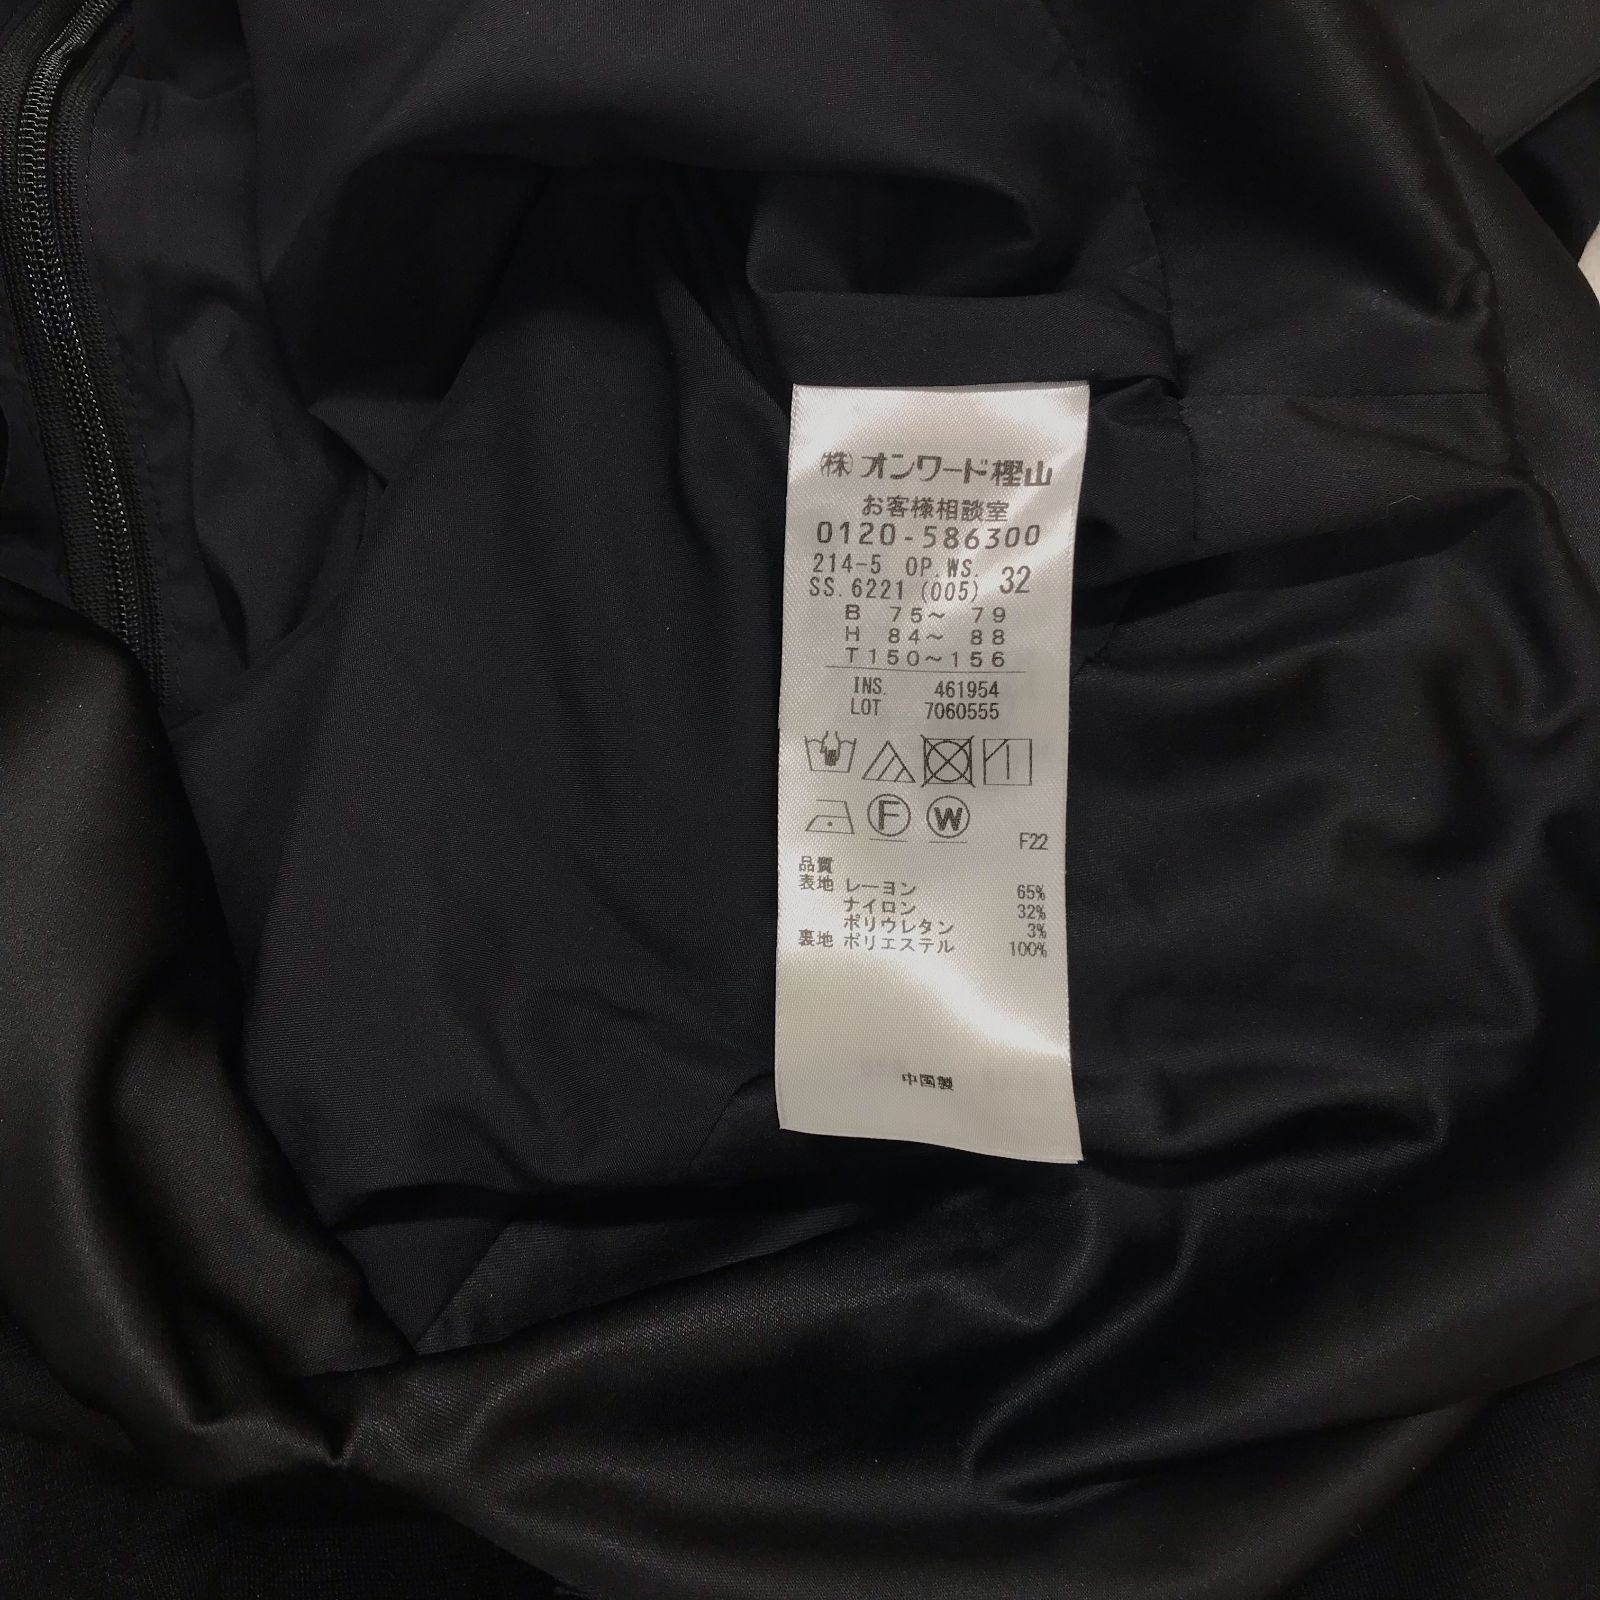 ㈱オンワード樫山
お客様相談室
0120-586300
214-5 OP.WS. 32
SS.6221 (005)
B 75～ 79
H 84～ 88
T150～156
INS. 461954
LOT 7060555
F W
F22
品質
表地 レーヨン 65%
ナイロン 32%
ポリウレタン 3%
裏地 ポリエステル 100%
中国製